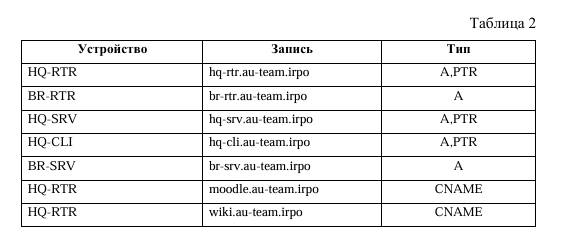 Таблица 2
Устройство Запись Тип
HQ-RTR hq-rtr.au-team.irpo A,PTR
BR-RTR br-rtr.au-team.irpo A
HQ-SRV hq-srv.au-team.irpo A,PTR
HQ-CLI hq-cli.au-team.irpo A,PTR
BR-SRV br-srv.au-team.irpo A
HQ-RTR moodle.au-team.irpo CNAME
HQ-RTR wiki.au-team.irpo CNAME